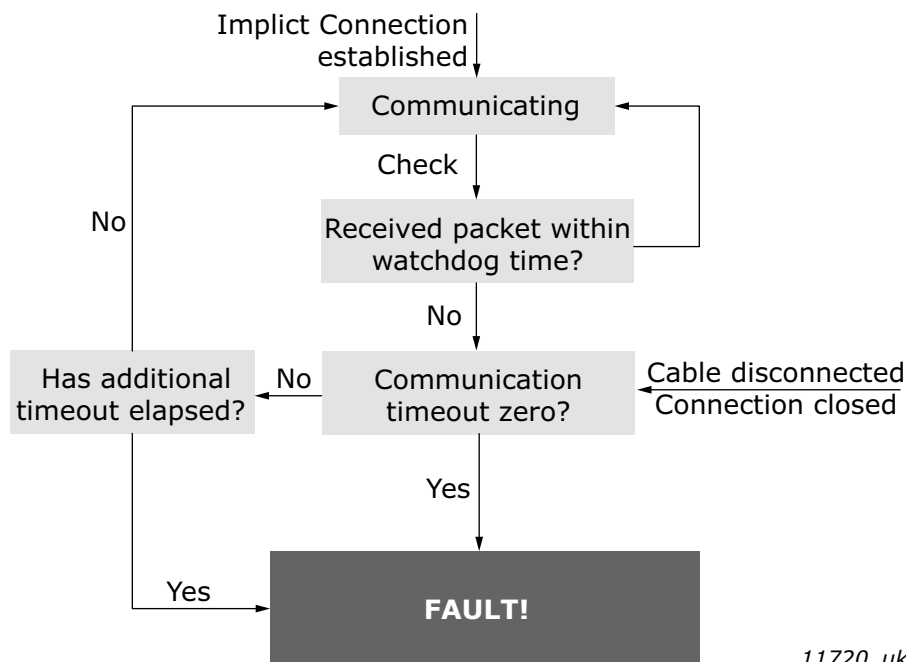 Implict Connection
established
Communicating
Check
No
Received packet within
watchdog time?
No
Has additional
timeout elapsed?
No
Communication
timeout zero?
Cable disconnected
Connection closed
Yes
Yes
FAULT!
11720_uk